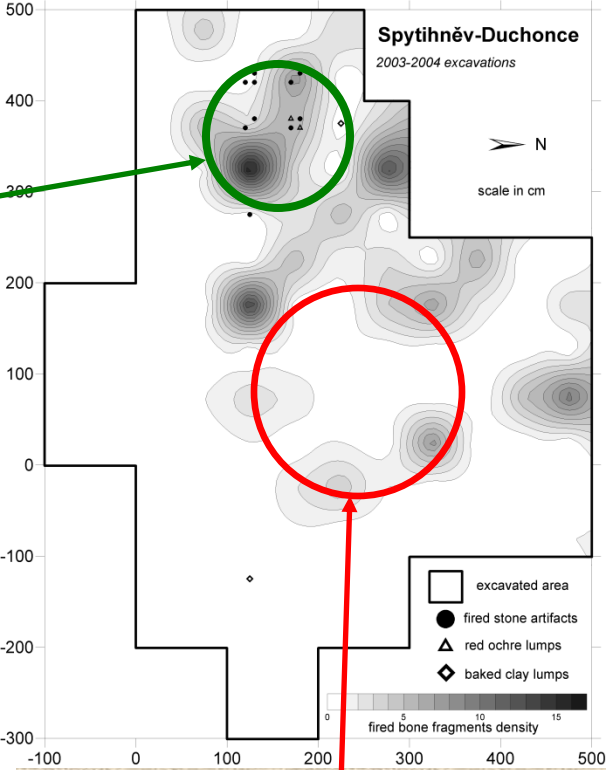 500
Spytihněv-Duchonce
2003-2004 excavations
400
N
scale in cm
300
200
100
0
-100
excavated area
fired stone artifacts
-200
red ochre lumps
baked clay lumps
0 5 10 15
fired bone fragments density
-300
-100 0 100 200 300 400 500